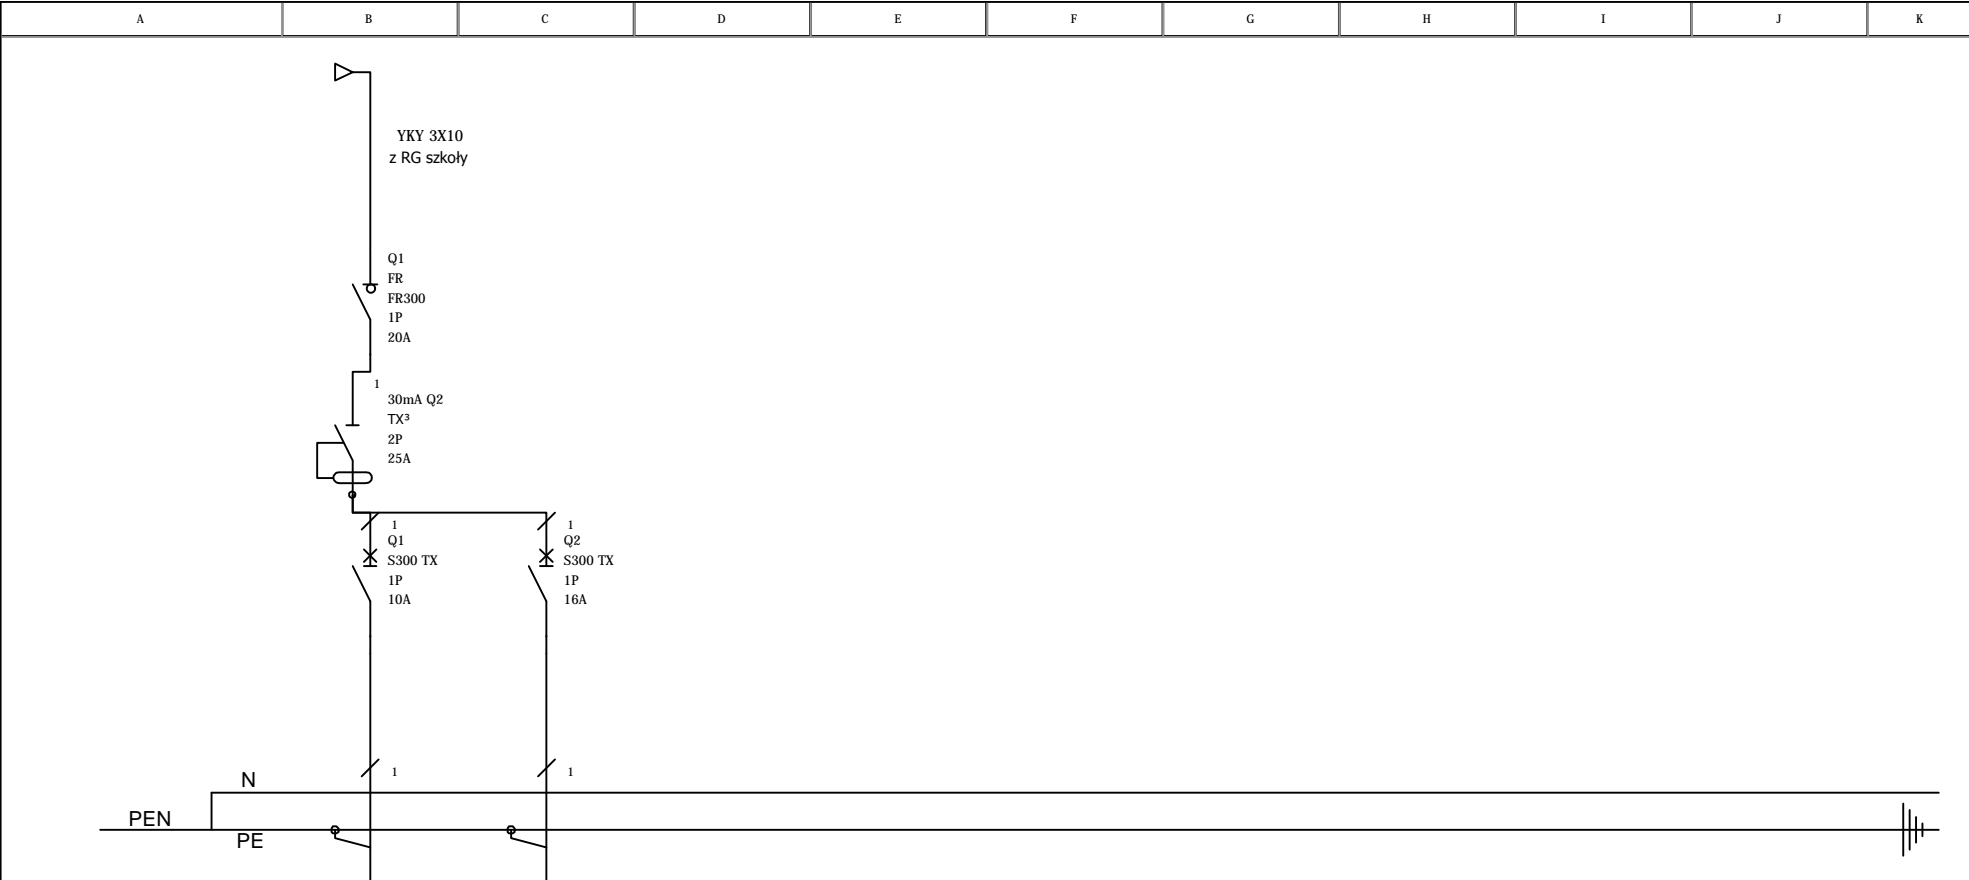 A B C D E F G H I J K
YKY 3X10
z RG szkoły
Q1
FR
FR300
1P
20A
1
30mA Q2
TX³
2P
25A
1 1
Q1 Q2
S300 TX S300 TX
1P 1P
10A 16A
1 1
N
PEN
PE